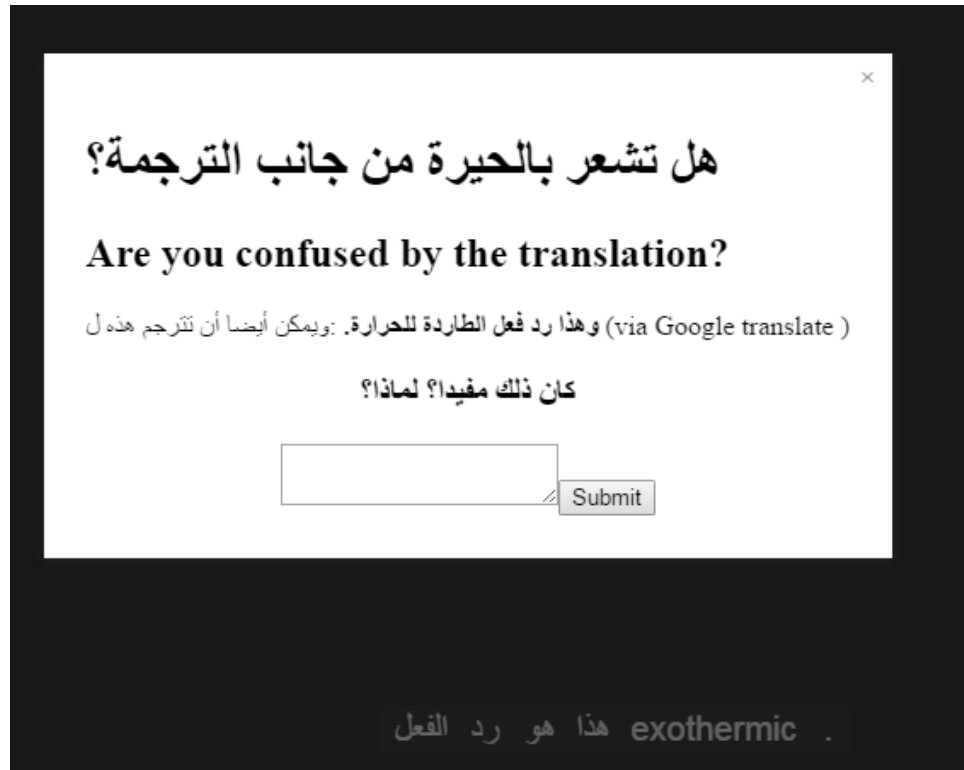 ×
هل تشعر بالحيرة من جانب الترجمة؟
Are you confused by the translation?
ويمكن أيضا أن تترجم هذه ل: وهذا رد فعل الطاردة للحرارة. (via Google translate )
كان ذلك مفيدا؟ لماذا؟
Submit
هذا هو رد الفعل exothermic .